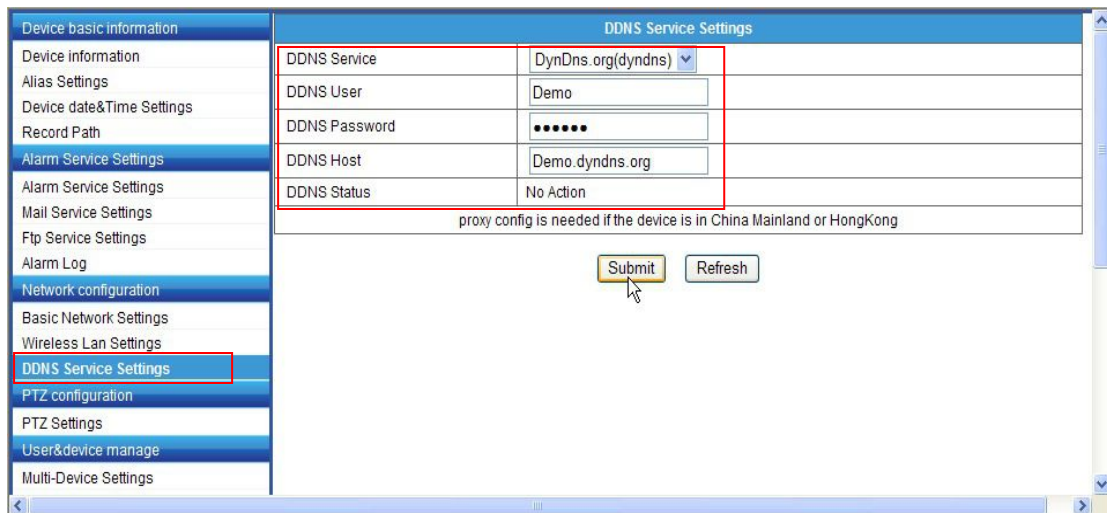 Device basic information
Device information
Alias Settings
Device date&Time Settings
Record Path
Alarm Service Settings
Alarm Service Settings
Mail Service Settings
Ftp Service Settings
Alarm Log
Network configuration
Basic Network Settings
Wireless Lan Settings
DDNS Service Settings
PTZ configuration
PTZ Settings
User&device manage
Multi-Device Settings
DDNS Service Settings
DDNS Service DynDns.org(dyndns)
DDNS User Demo
DDNS Password ●●●●●●
DDNS Host Demo.dyndns.org
DDNS Status No Action
proxy config is needed if the device is in China Mainland or HongKong
Submit Refresh